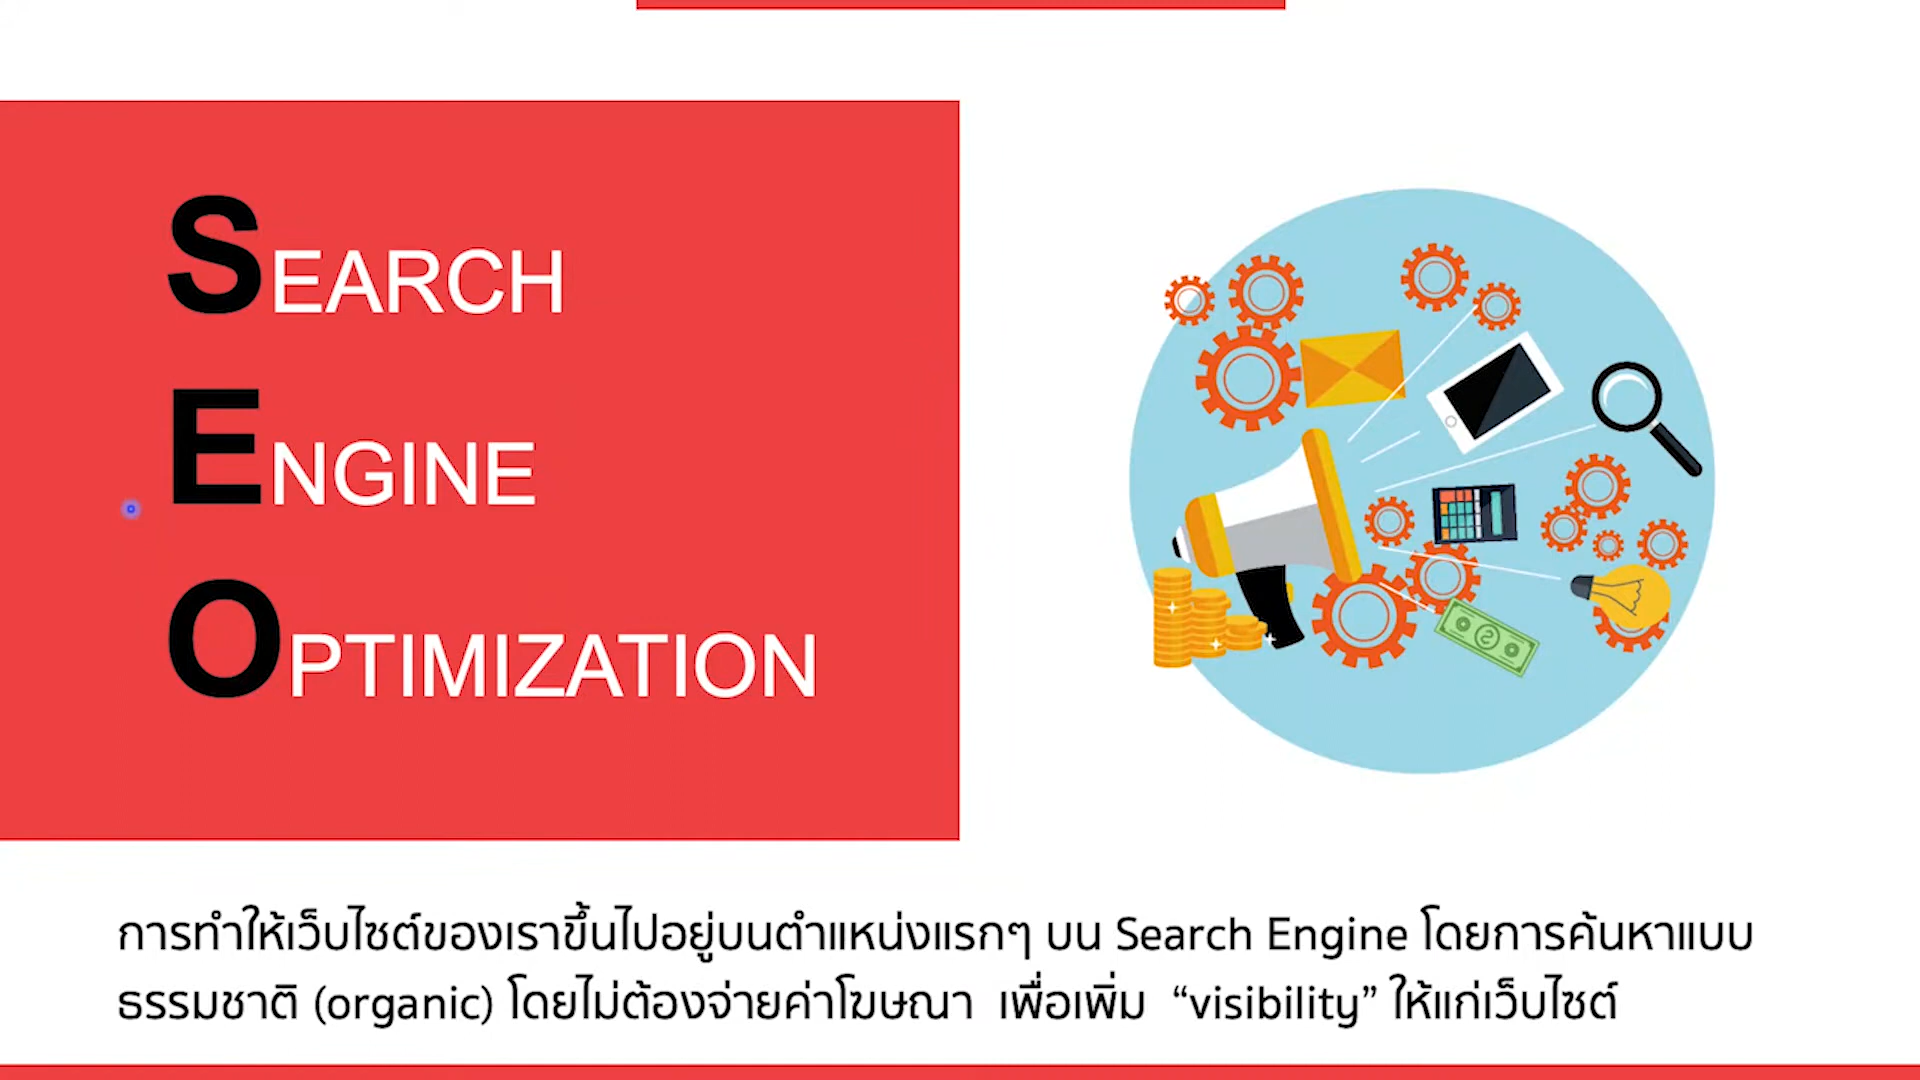 SEARCH
ENGINE
OPTIMIZATION
การทำให้เว็บไซต์ของเราขึ้นไปอยู่บนตำแหน่งแรกๆ บน Search Engine โดยการค้นหาแบบ
ธรรมชาติ (organic) โดยไม่ต้องจ่ายค่าโฆษณา เพื่อเพิ่ม “visibility” ให้แก่เว็บไซต์